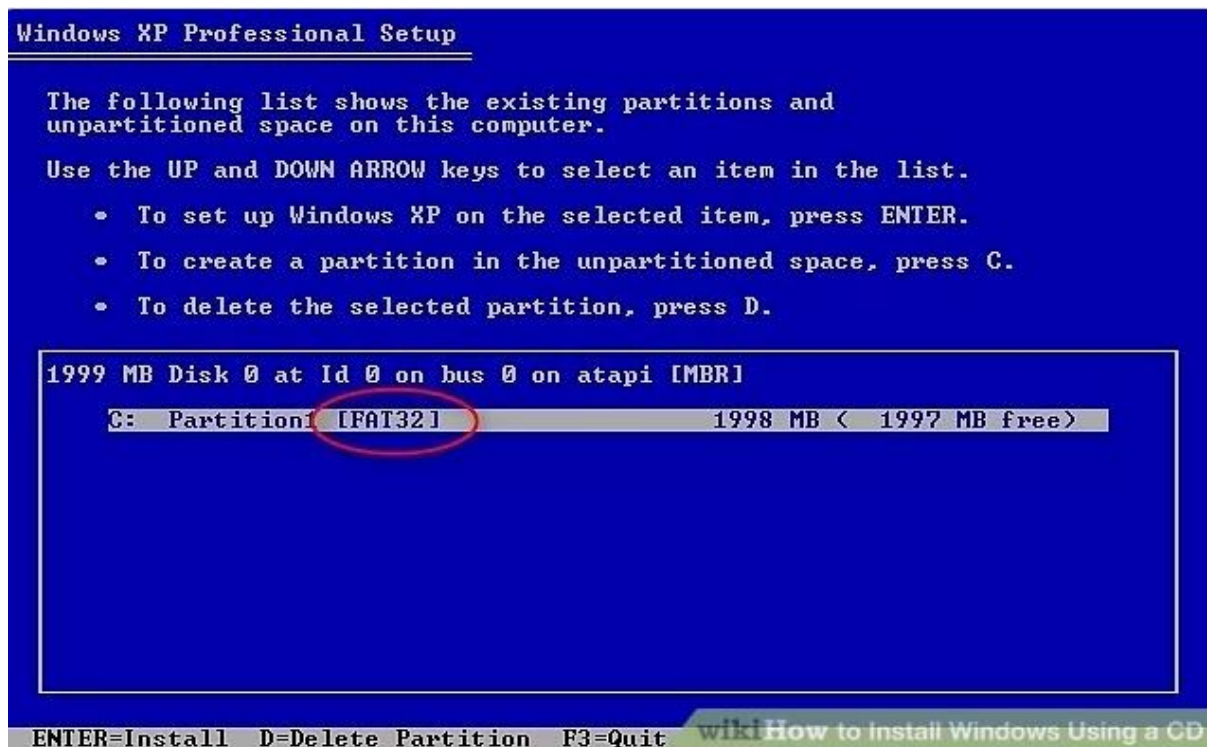 Windows XP Professional Setup
The following list shows the existing partitions and
unpartitioned space on this computer.
Use the UP and DOWN ARROW keys to select an item in the list.
• To set up Windows XP on the selected item, press ENTER.
• To create a partition in the unpartitioned space, press C.
• To delete the selected partition, press D.
1999 MB Disk 0 at Id 0 on bus 0 on atapi [MBR]
C: Partition1 [FAT32] 1998 MB ( 1997 MB free)
ENTER=Install D=Delete Partition F3=Quit
wikiHow to Install Windows Using a CD